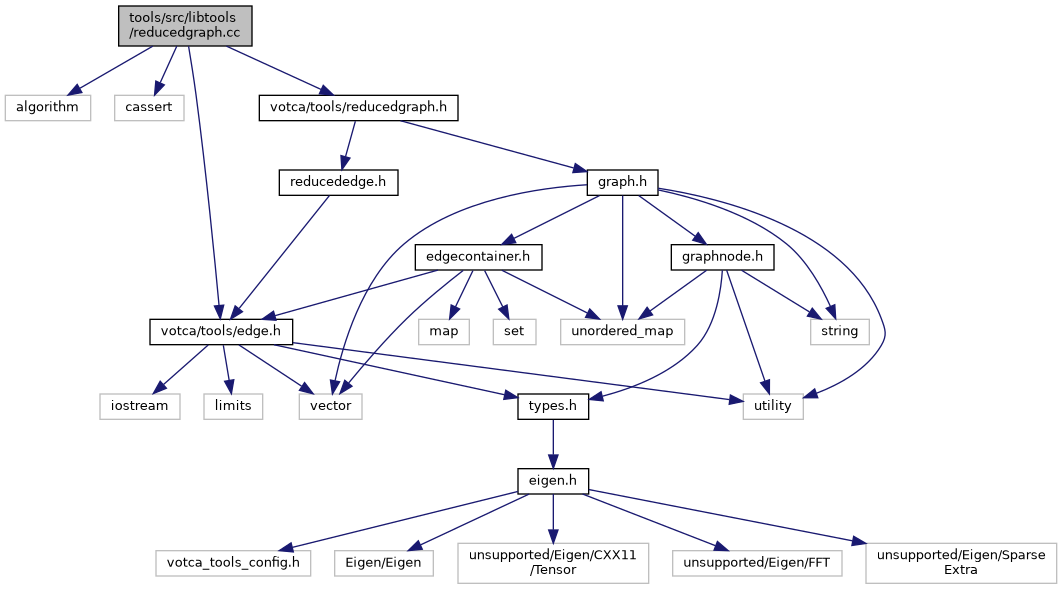 tools/src/libtools
/reducedgraph.cc
algorithm
cassert
votca/tools/reducedgraph.h
reducededge.h
graph.h
edgecontainer.h
graphnode.h
votca/tools/edge.h
map
set
unordered_map
string
iostream
limits
vector
types.h
utility
eigen.h
votca_tools_config.h
Eigen/Eigen
unsupported/Eigen/CXX11
/Tensor
unsupported/Eigen/FFT
unsupported/Eigen/Sparse
Extra